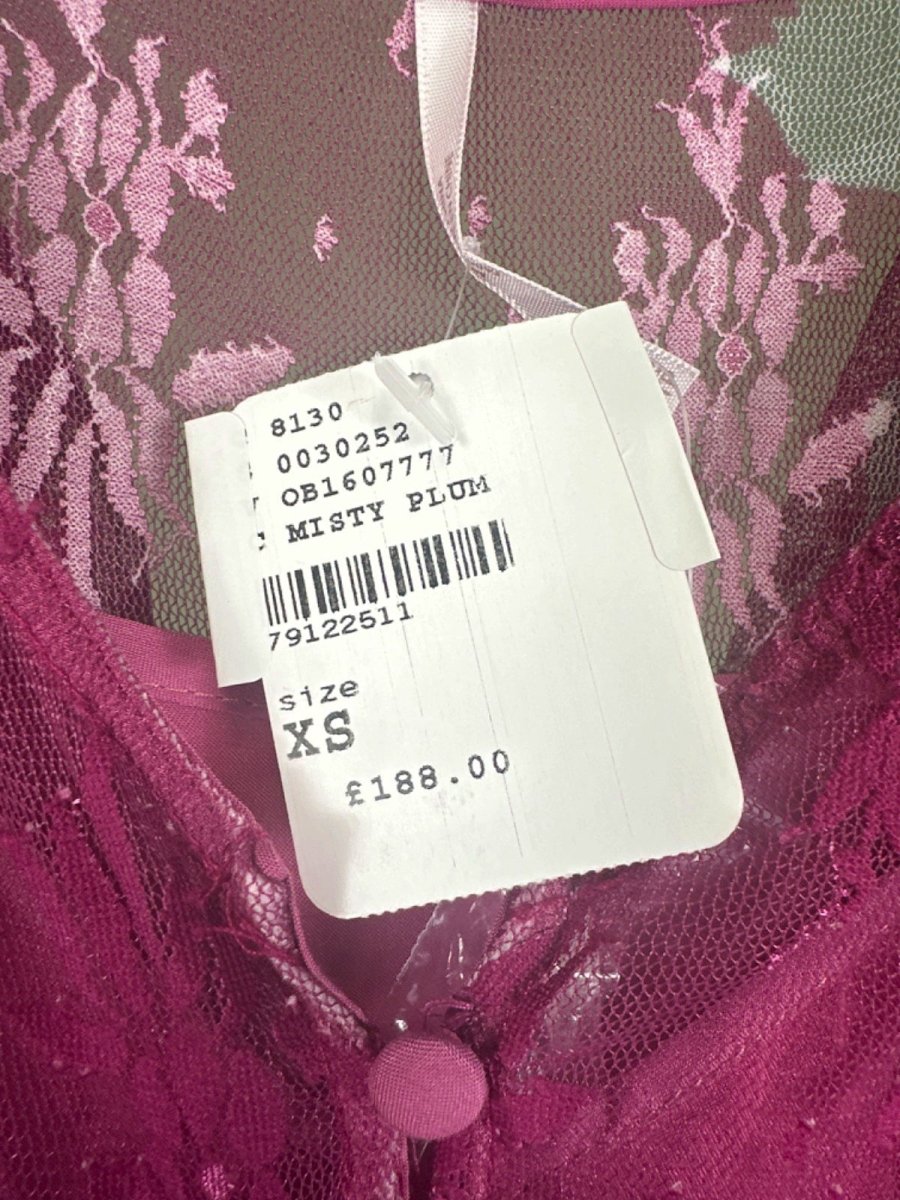 8130
0030252
OB1607777
: MISTY PLUM
79122511
size
XS
£188.00